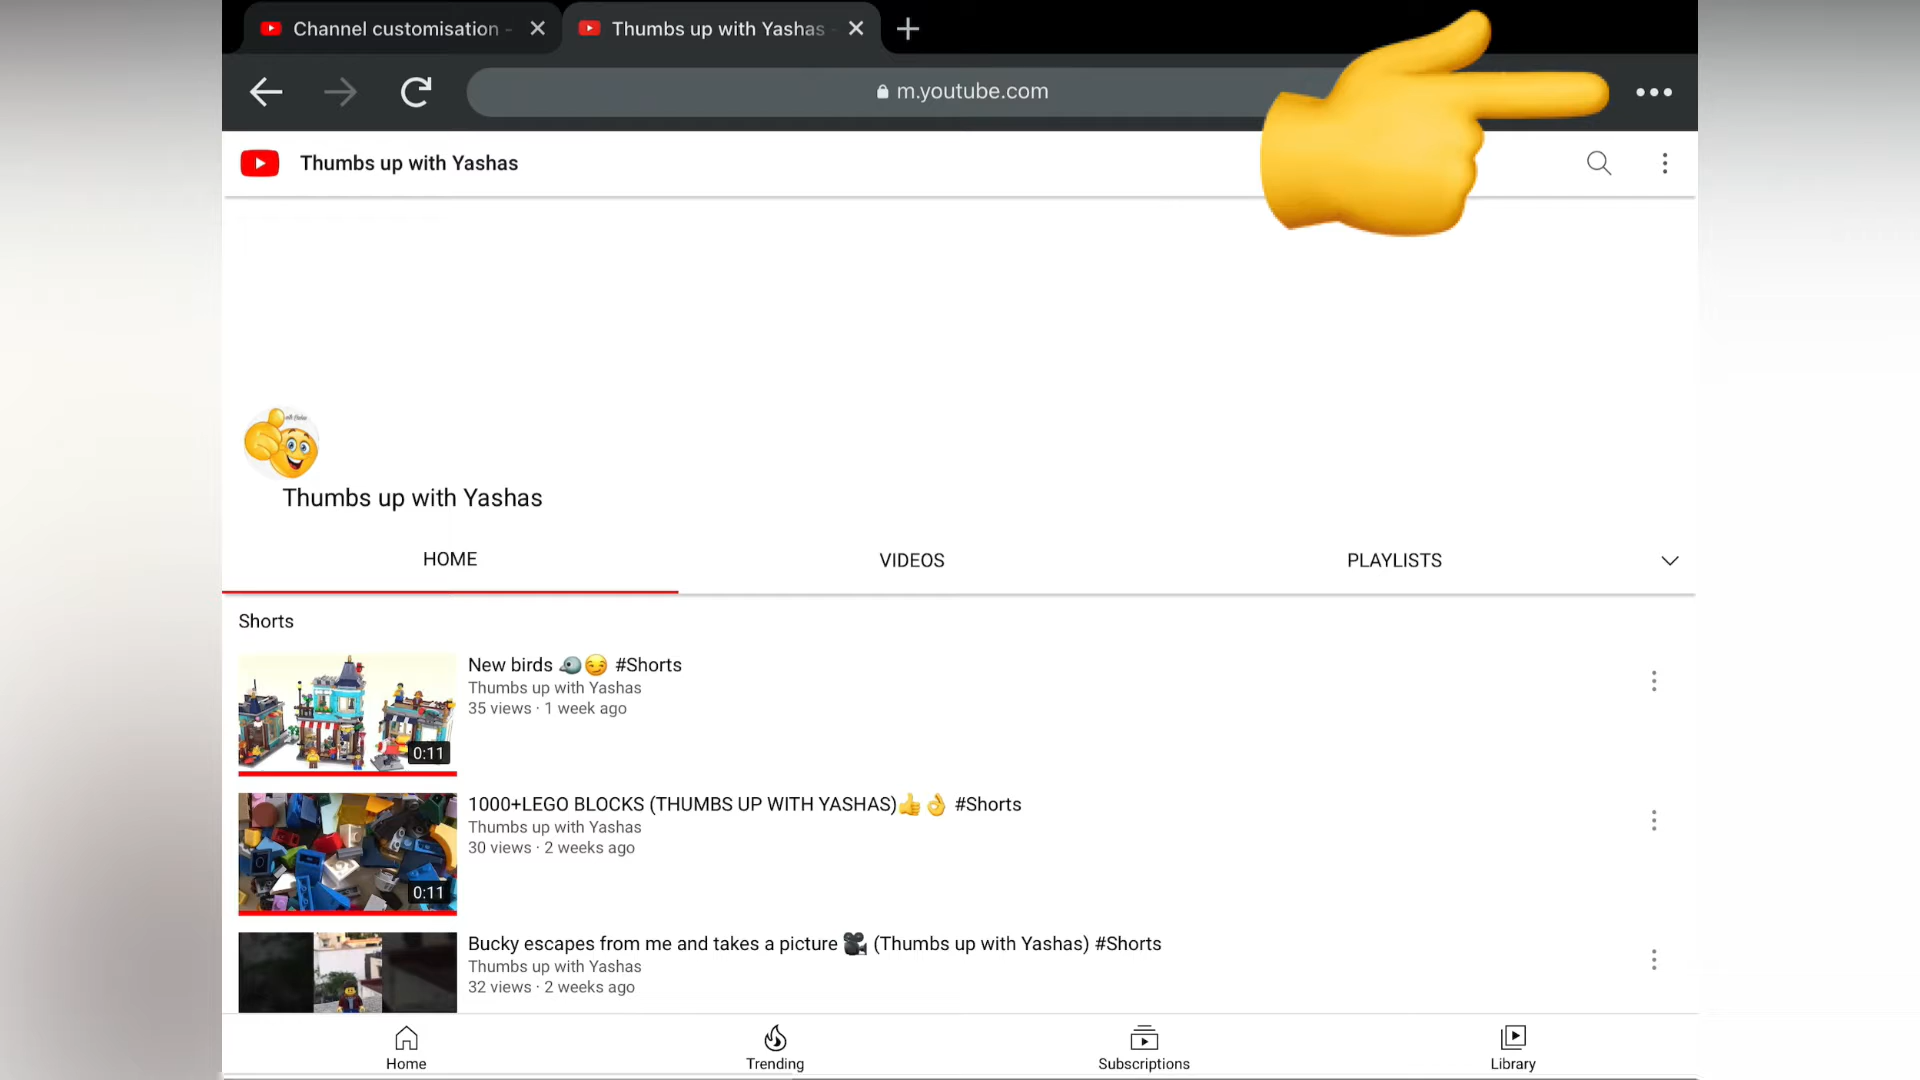 Channel customisation -
Thumbs up with Yashas -
m.youtube.com
Thumbs up with Yashas
Thumbs up with Yashas
HOME
VIDEOS
PLAYLISTS
Shorts
New birds 🐦😏 #Shorts
Thumbs up with Yashas
35 views · 1 week ago
0:11
1000+LEGO BLOCKS (THUMBS UP WITH YASHAS)👍👌 #Shorts
Thumbs up with Yashas
30 views · 2 weeks ago
0:11
Bucky escapes from me and takes a picture 🎥 (Thumbs up with Yashas) #Shorts
Thumbs up with Yashas
32 views · 2 weeks ago
Home
Trending
Subscriptions
Library